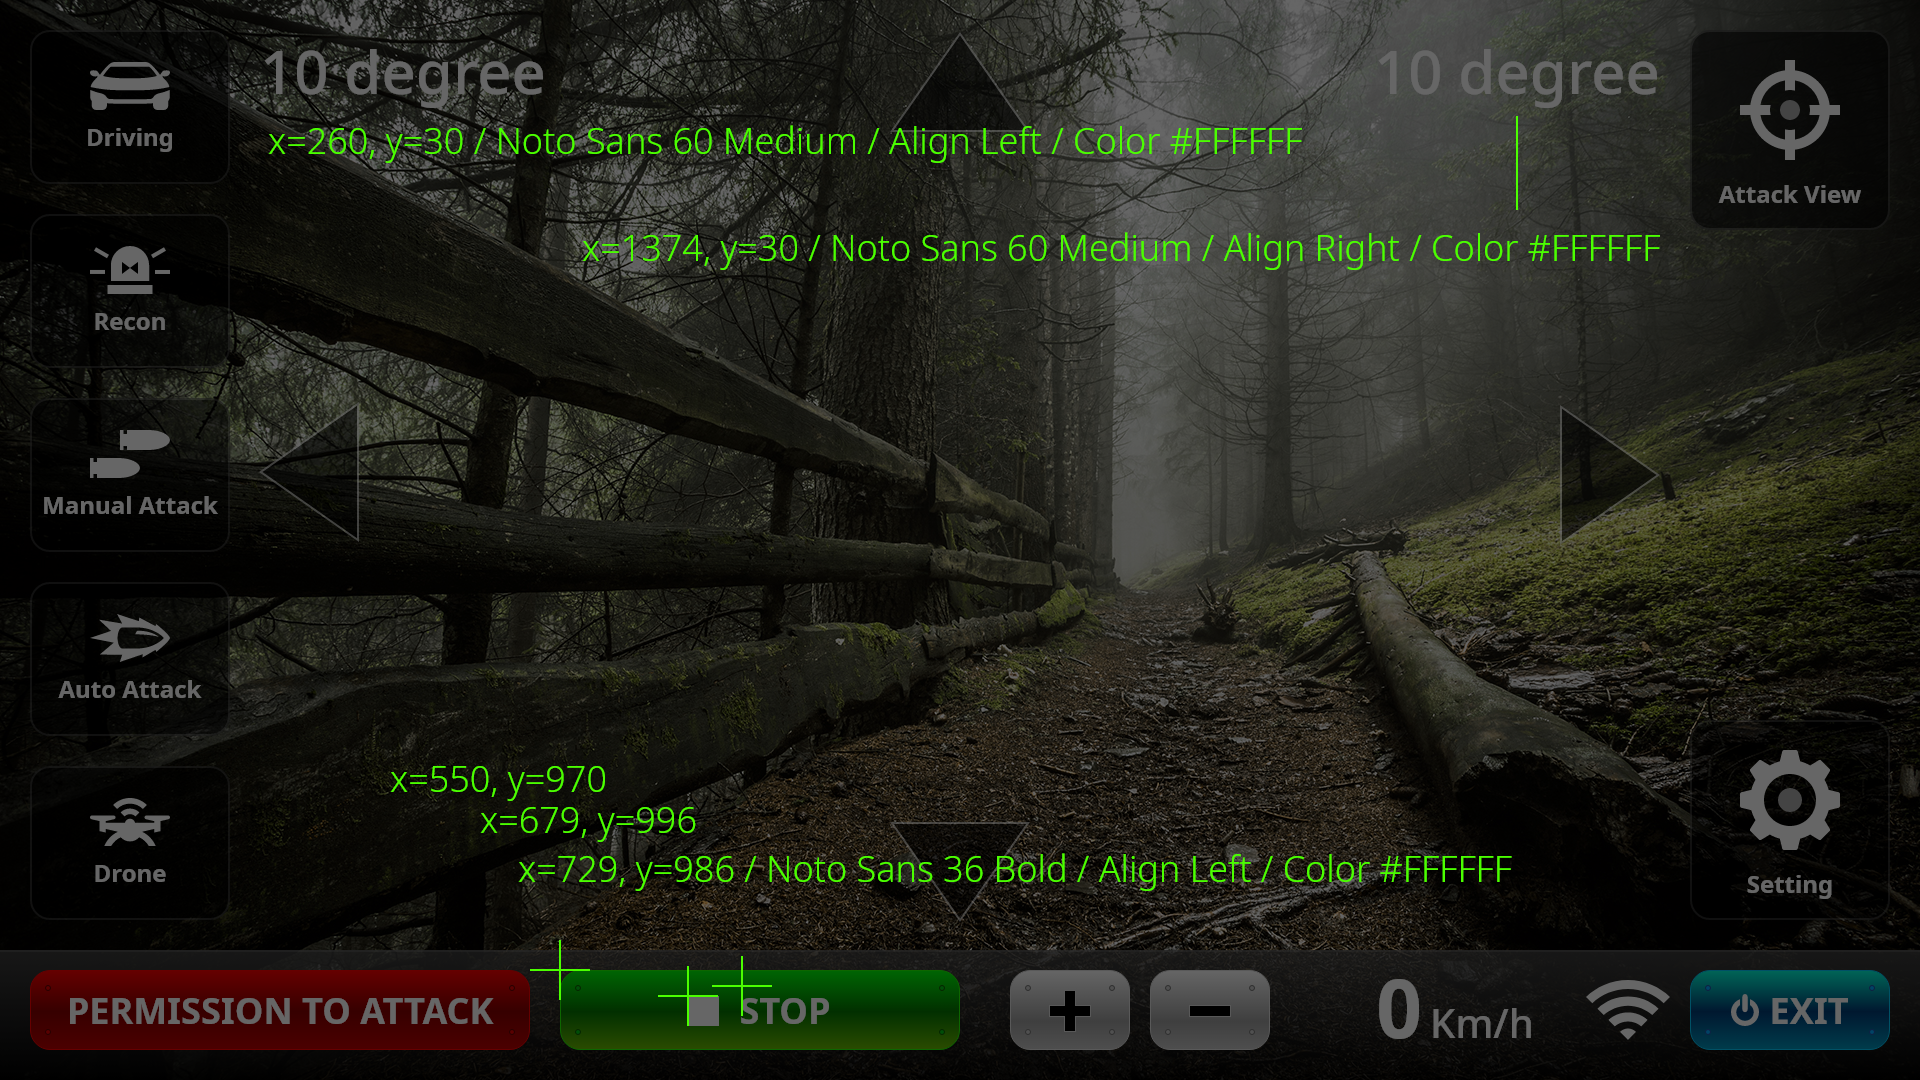 10 degree
10 degree
Driving
x=260, y=30 / Noto Sans 60 Medium / Align Left / Color #FFFFFF
Attack View
x=1374, y=30 / Noto Sans 60 Medium / Align Right / Color #FFFFFF
Recon
Manual Attack
Auto Attack
x=550, y=970
x=679, y=996
x=729, y=986 / Noto Sans 36 Bold / Align Left / Color #FFFFFF
Drone
Setting
PERMISSION TO ATTACK
STOP
+
−
0 Km/h
EXIT